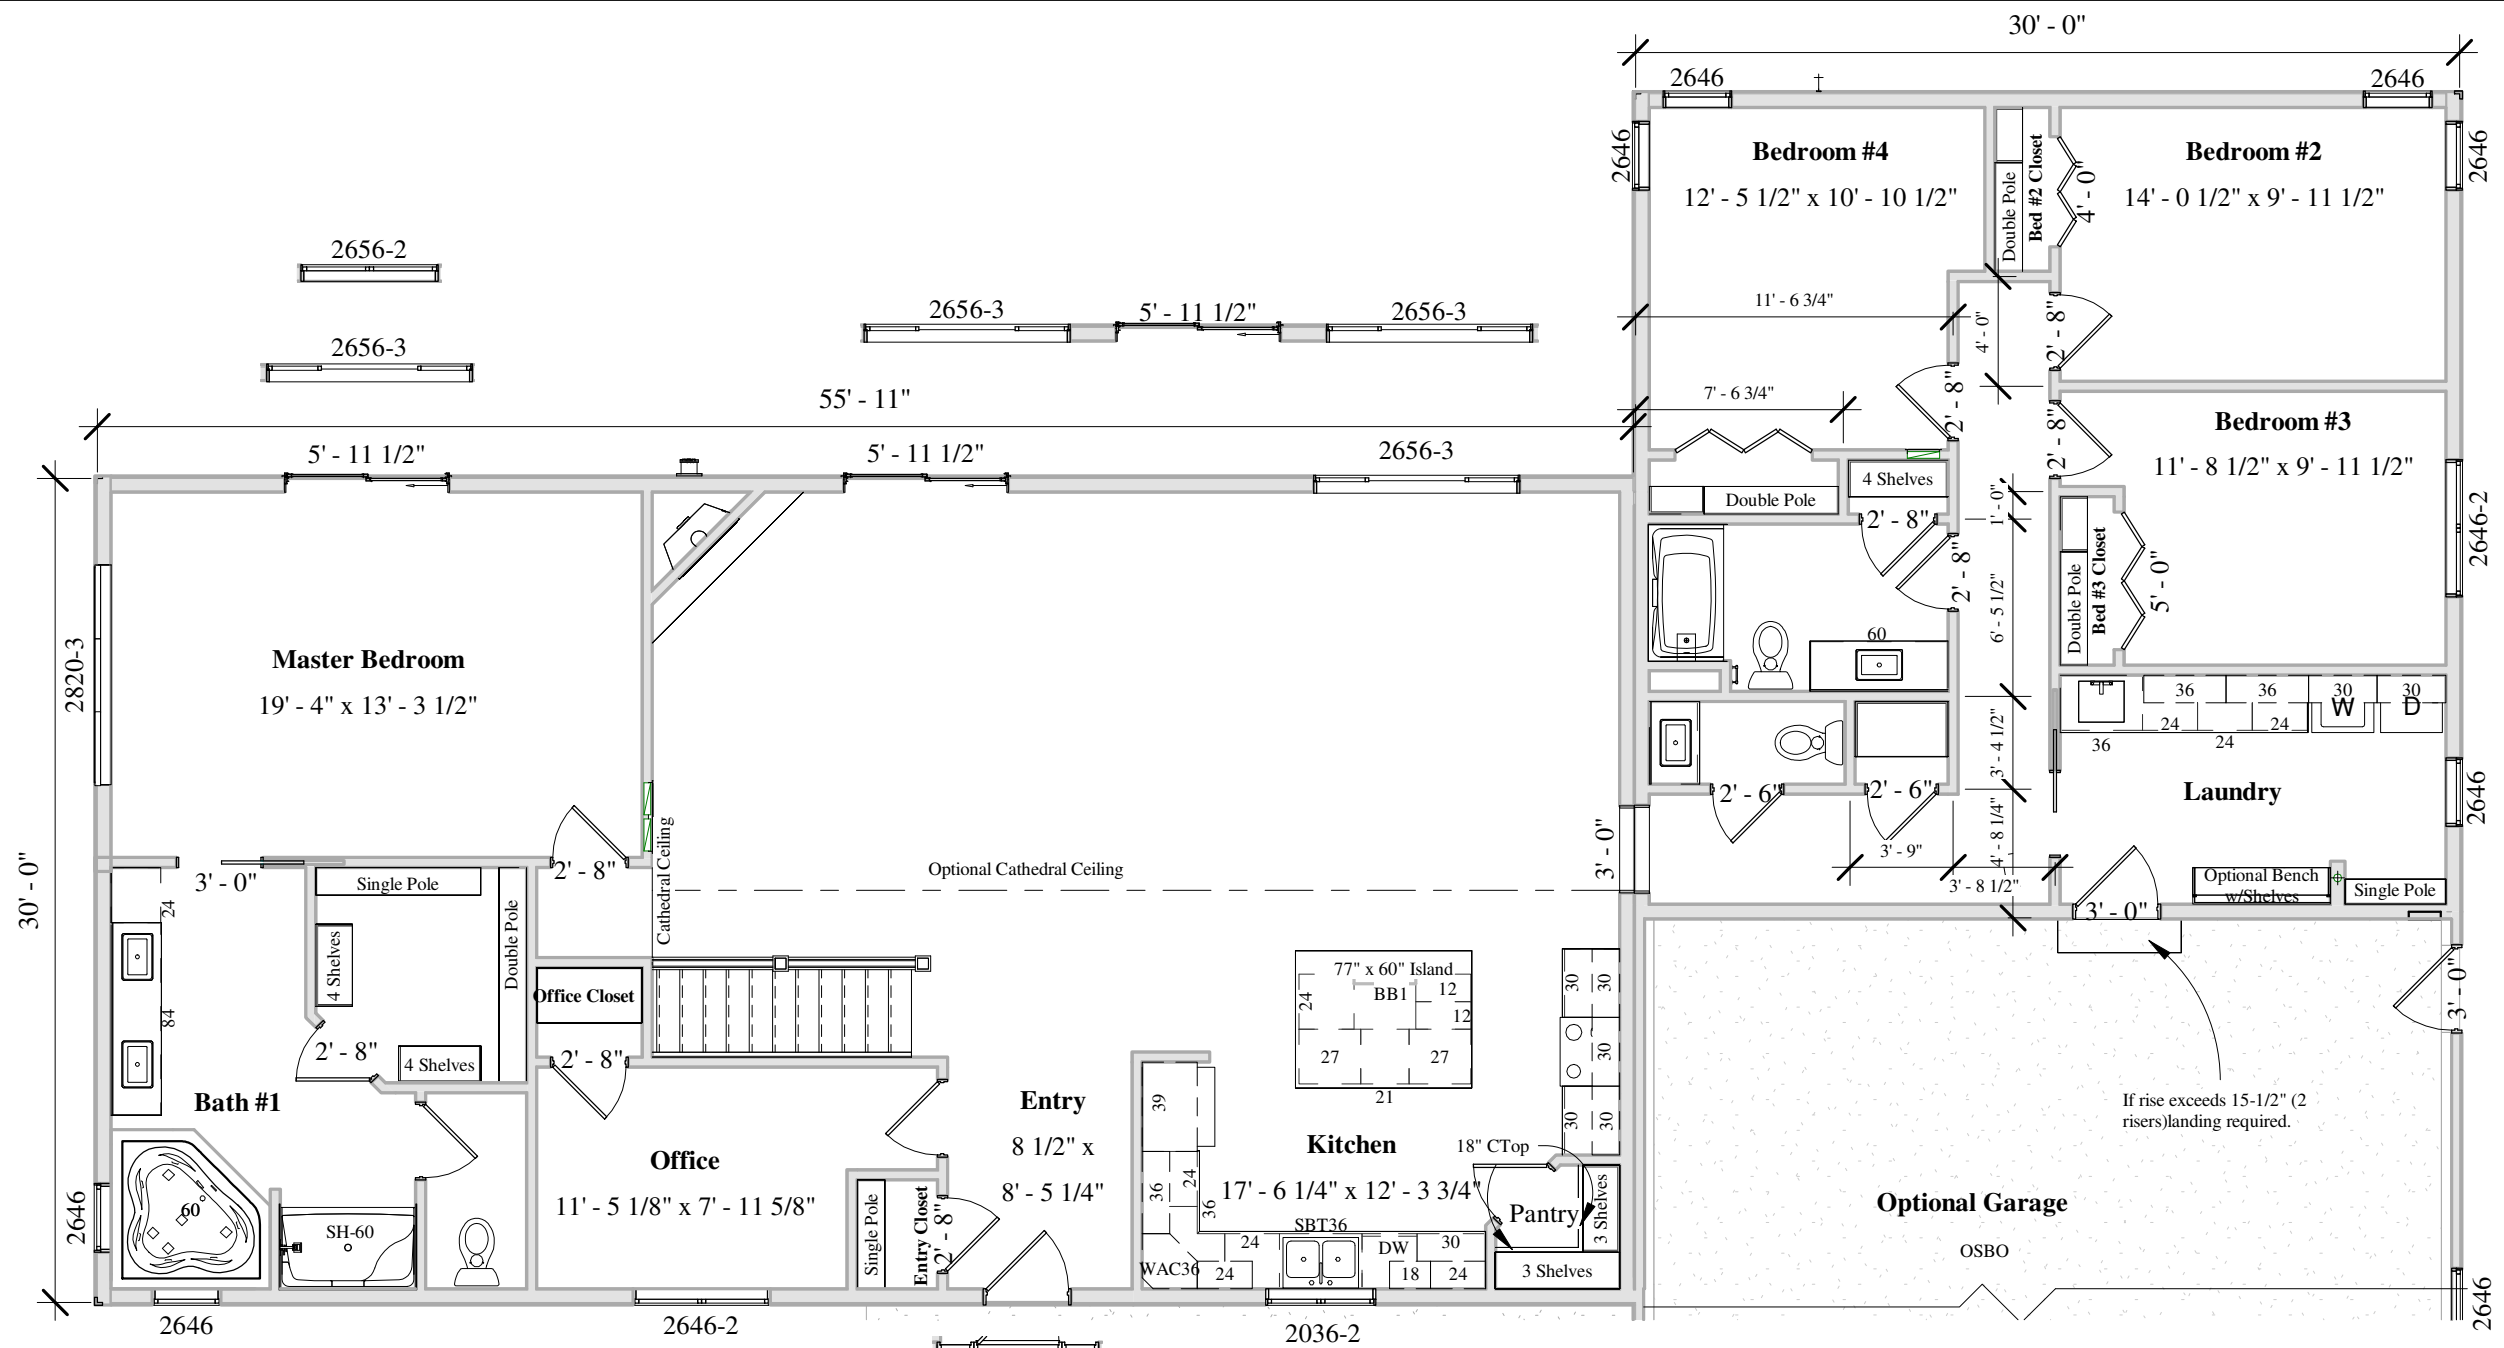 30' - 0"
2646
2646
2646
Bedroom #4
12' - 5 1/2" x 10' - 10 1/2"
Double Pole
Bed #2 Closet
4' - 0"
Bedroom #2
14' - 0 1/2" x 9' - 11 1/2"
2646
2656-2
2656-3
2656-3
5' - 11 1/2"
2656-3
11' - 6 3/4"
4' - 0"
2' - 8"
55' - 11"
7' - 6 3/4"
2' - 8"
2' - 8"
Bedroom #3
11' - 8 1/2" x 9' - 11 1/2"
5' - 11 1/2"
5' - 11 1/2"
2656-3
Double Pole
4 Shelves
2' - 8"
1' - 0"
2646-2
2' - 8"
6' - 5 1/2"
Double Pole
Bed #3 Closet
5' - 0"
60
2820-3
Master Bedroom
19' - 4" x 13' - 3 1/2"
36
36
30
30
W
D
24
24
36
24
3' - 4 1/2"
2' - 6"
2' - 6"
Laundry
2646
4' - 8 1/4"
3' - 9"
3' - 8 1/2"
3' - 0"
Optional Cathedral Ceiling
Cathedral Ceiling
30' - 0"
3' - 0"
Single Pole
2' - 8"
24
Double Pole
4 Shelves
84
2' - 8"
4 Shelves
Office Closet
2' - 8"
Optional Bench
w/Shelves
Single Pole
3' - 0"
3' - 0"
77" x 60" Island
BB1
24
12
12
27
27
21
30
30
30
30
30
Bath #1
Entry
8 1/2" x
8' - 5 1/4"
39
Kitchen
17' - 6 1/4" x 12' - 3 3/4"
18" CTop
If rise exceeds 15-1/2" (2
risers)landing required.
Office
11' - 5 1/8" x 7' - 11 5/8"
Single Pole
Entry Closet
2' - 8"
36
24
36
Pantry
3 Shelves
3 Shelves
Optional Garage
OSBO
2646
60
SH-60
WAC36
24
24
SBT36
DW
30
18
24
2646
2646-2
2036-2
2646